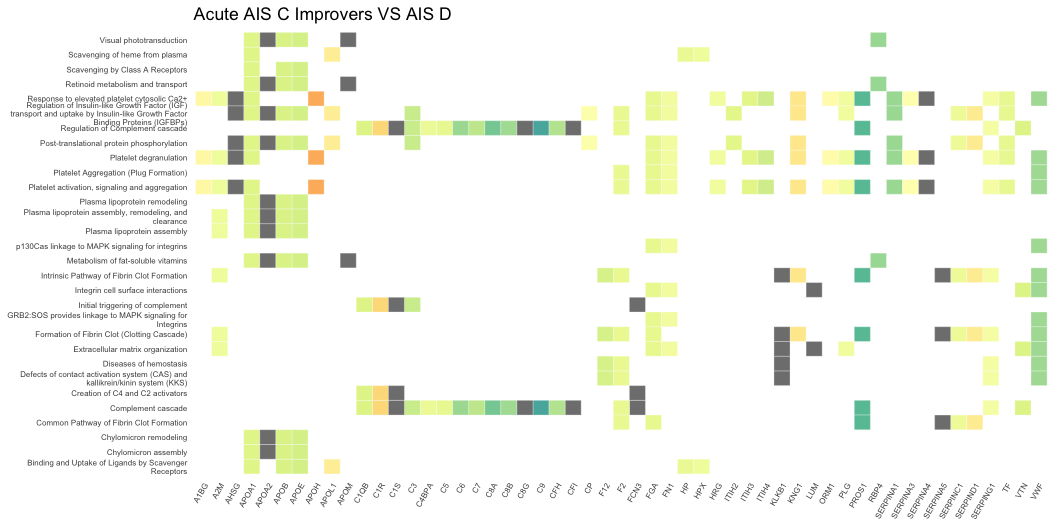 Acute AIS C Improvers VS AIS D
Visual phototransduction
Scavenging of heme from plasma
Scavenging by Class A Receptors
Retinoid metabolism and transport
Response to elevated platelet cytosolic Ca2+
Regulation of Insulin-like Growth Factor (IGF)
transport and uptake by Insulin-like Growth Factor
Binding Proteins (IGFBPs)
Regulation of Complement cascade
Post-translational protein phosphorylation
Platelet degranulation
Platelet Aggregation (Plug Formation)
Platelet activation, signaling and aggregation
Plasma lipoprotein remodeling
Plasma lipoprotein assembly, remodeling, and
clearance
Plasma lipoprotein assembly
p130Cas linkage to MAPK signaling for integrins
Metabolism of fat-soluble vitamins
Intrinsic Pathway of Fibrin Clot Formation
Integrin cell surface interactions
Initial triggering of complement
GRB2:SOS provides linkage to MAPK signaling for
Integrins
Formation of Fibrin Clot (Clotting Cascade)
Extracellular matrix organization
Diseases of hemostasis
Defects of contact activation system (CAS) and
kallikrein/kinin system (KKS)
Creation of C4 and C2 activators
Complement cascade
Common Pathway of Fibrin Clot Formation
Chylomicron remodeling
Chylomicron assembly
Binding and Uptake of Ligands by Scavenger
Receptors
A1BG
A2M
AHSG
APOA1
APOA2
APOB
APOE
APOH
APOL1
APOM
C1QB
C1R
C1S
C3
C4BPA
C5
C6
C7
C8A
C8B
C8G
C9
CFH
CFI
CP
F12
F2
FCN3
FGA
FN1
HP
HPX
HRG
ITIH2
ITIH3
ITIH4
KLKB1
KNG1
LUM
ORM1
PLG
PROS1
RBP4
SERPINA1
SERPINA3
SERPINA4
SERPINA5
SERPINC1
SERPIND1
SERPING1
TF
VTN
VWF